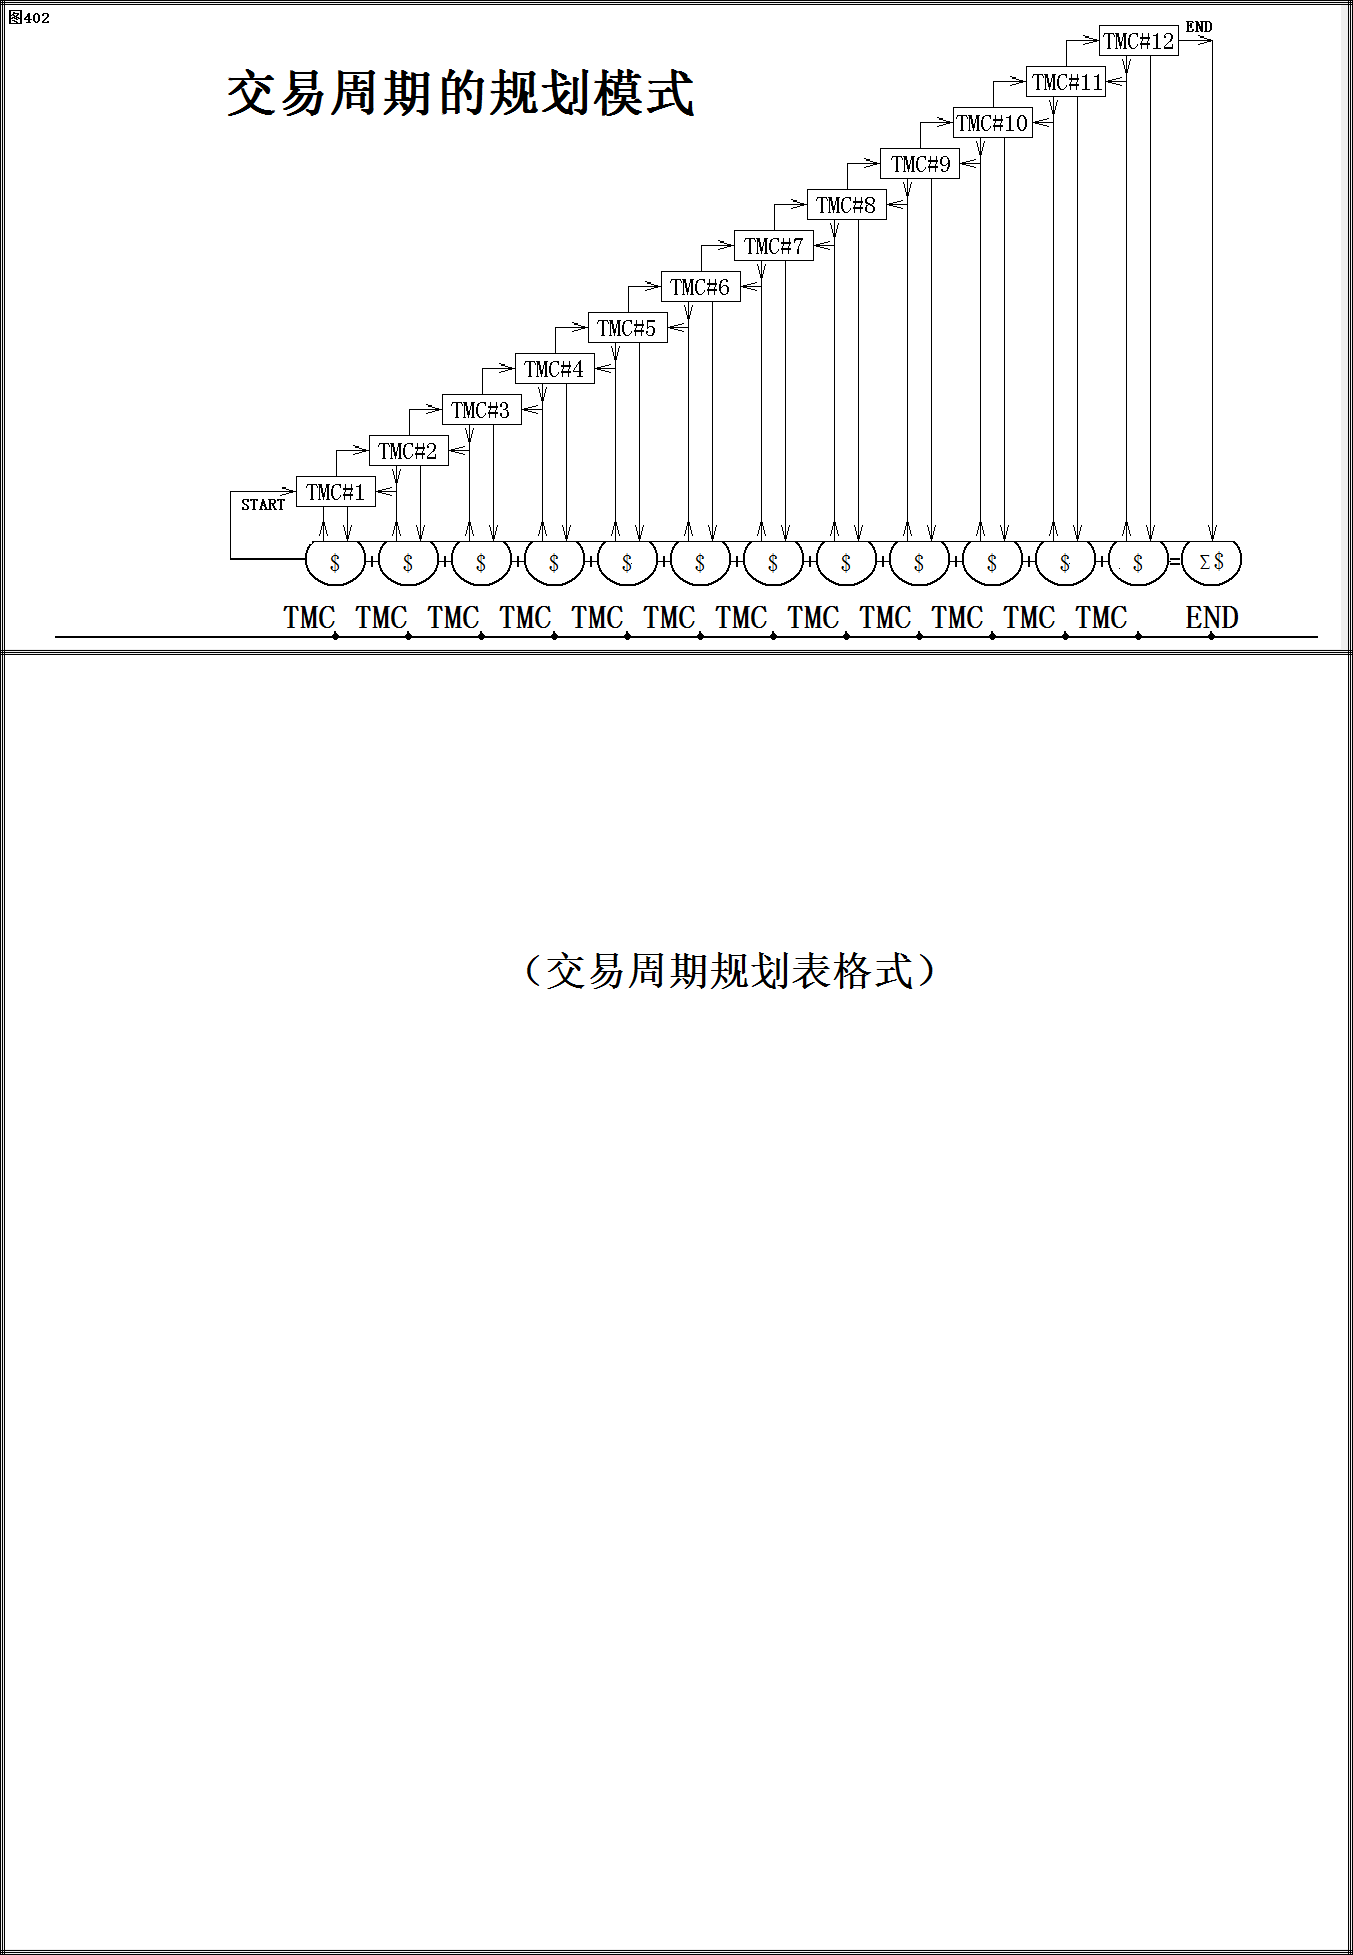 图402
交易周期的规划模式
END
TMC#12
TMC#11
TMC#10
TMC#9
TMC#8
TMC#7
TMC#6
TMC#5
TMC#4
TMC#3
TMC#2
TMC#1
START
$ + $ + $ + $ + $ + $ + $ + $ + $ + $ + $ + $ = Σ$
TMC TMC TMC TMC TMC TMC TMC TMC TMC TMC TMC TMC END
（交易周期规划表格式）